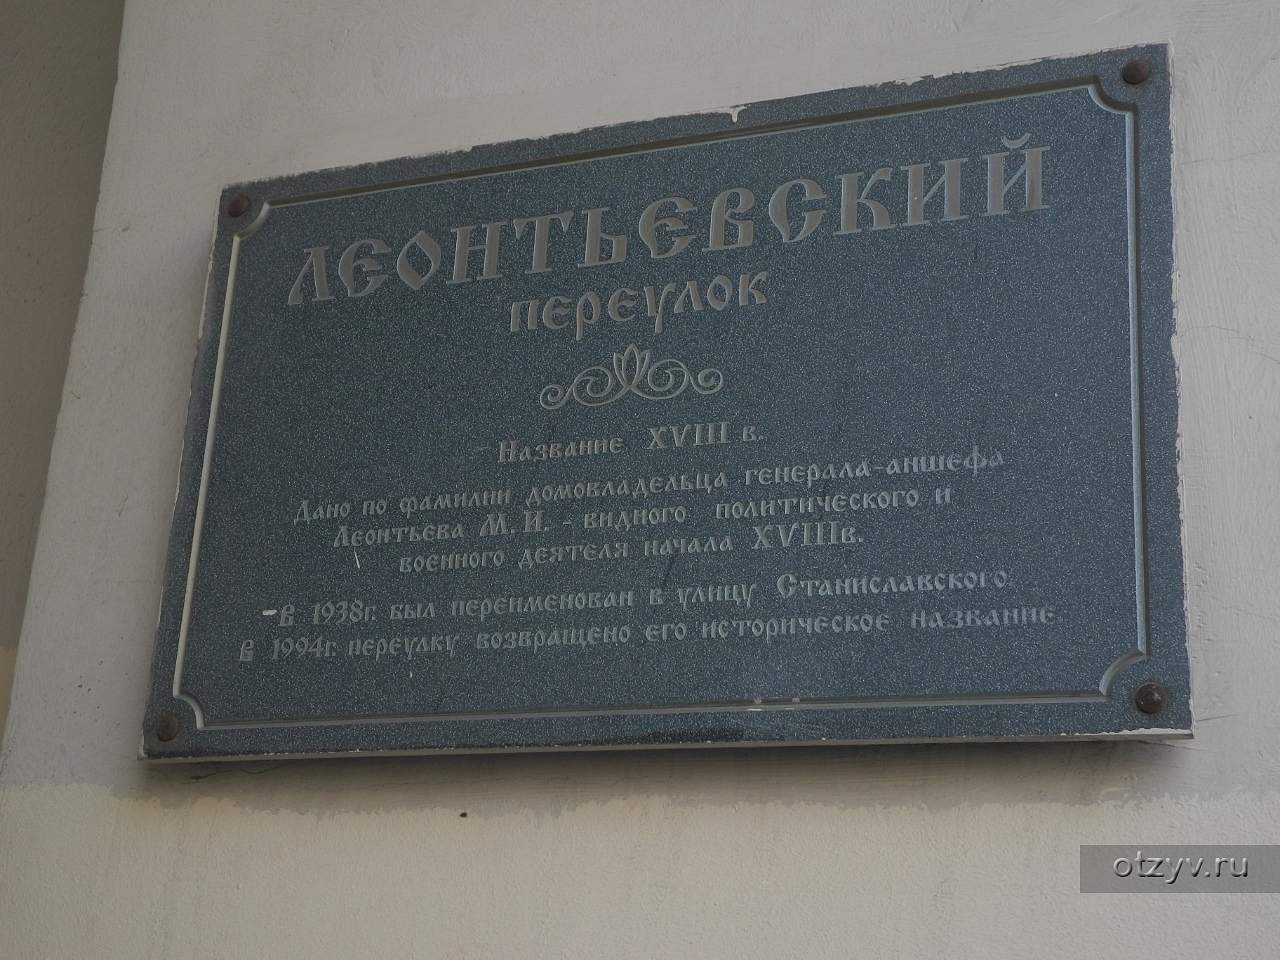 Леонтьевский
переулок
Название XVIII в.
Дано по фамилии домовладельца генерала-аншефа
Леонтьева М. И. - видного политического и
военного деятеля начала XVIII в.
В 1938г. был переименован в улицу Станиславского
В 1994г. переулку возвращено его историческое название
otzyv.ru